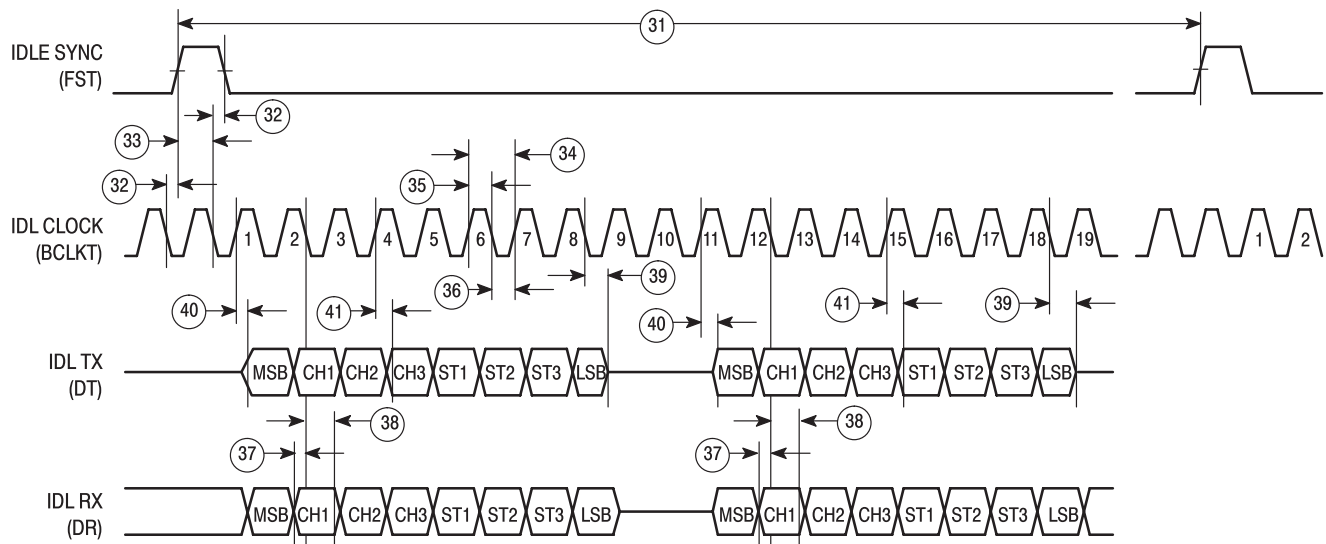 31
IDLE SYNC
(FST)
32
33
34
32
35
IDL CLOCK
(BCLKT)
1 2 3 4 5 6 7 8 9 10 11 12 13 14 15 16 17 18 19 1 2
36 39
40 41 41 39
40
IDL TX
(DT)
MSB CH1 CH2 CH3 ST1 ST2 ST3 LSB MSB CH1 CH2 CH3 ST1 ST2 ST3 LSB
38 38
37 37
IDL RX
(DR)
MSB CH1 CH2 CH3 ST1 ST2 ST3 LSB MSB CH1 CH2 CH3 ST1 ST2 ST3 LSB